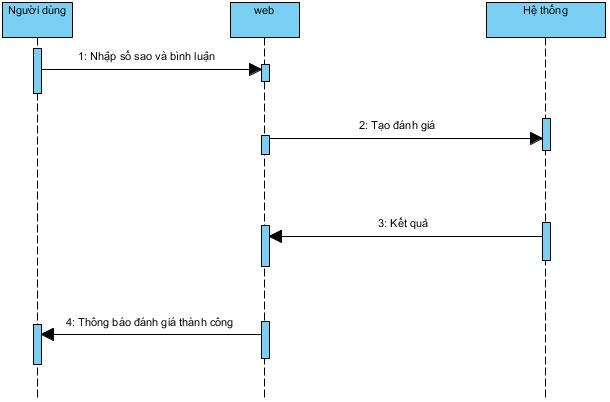 Người dùng
web
Hệ thống
1: Nhập số sao và bình luận
2: Tạo đánh giá
3: Kết quả
4: Thông báo đánh giá thành công